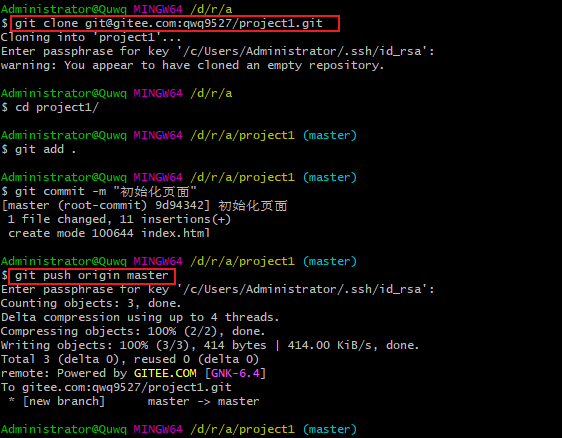 Administrator@Quwq MINGW64 /d/r/a
$ git clone git@gitee.com:qwq9527/project1.git
Cloning into 'project1'...
Enter passphrase for key '/c/Users/Administrator/.ssh/id_rsa':
warning: You appear to have cloned an empty repository.
Administrator@Quwq MINGW64 /d/r/a
$ cd project1/
Administrator@Quwq MINGW64 /d/r/a/project1 (master)
$ git add .
Administrator@Quwq MINGW64 /d/r/a/project1 (master)
$ git commit -m "初始化页面"
[master (root-commit) 9d94342] 初始化页面
1 file changed, 11 insertions(+)
create mode 100644 index.html
Administrator@Quwq MINGW64 /d/r/a/project1 (master)
$ git push origin master
Enter passphrase for key '/c/Users/Administrator/.ssh/id_rsa':
Counting objects: 3, done.
Delta compression using up to 4 threads.
Compressing objects: 100% (2/2), done.
Writing objects: 100% (3/3), 414 bytes | 414.00 KiB/s, done.
Total 3 (delta 0), reused 0 (delta 0)
remote: Powered by GITEE.COM [GNK-6.4]
To gitee.com:qwq9527/project1.git
* [new branch] master -> master
Administrator@Quwq MINGW64 /d/r/a/project1 (master)